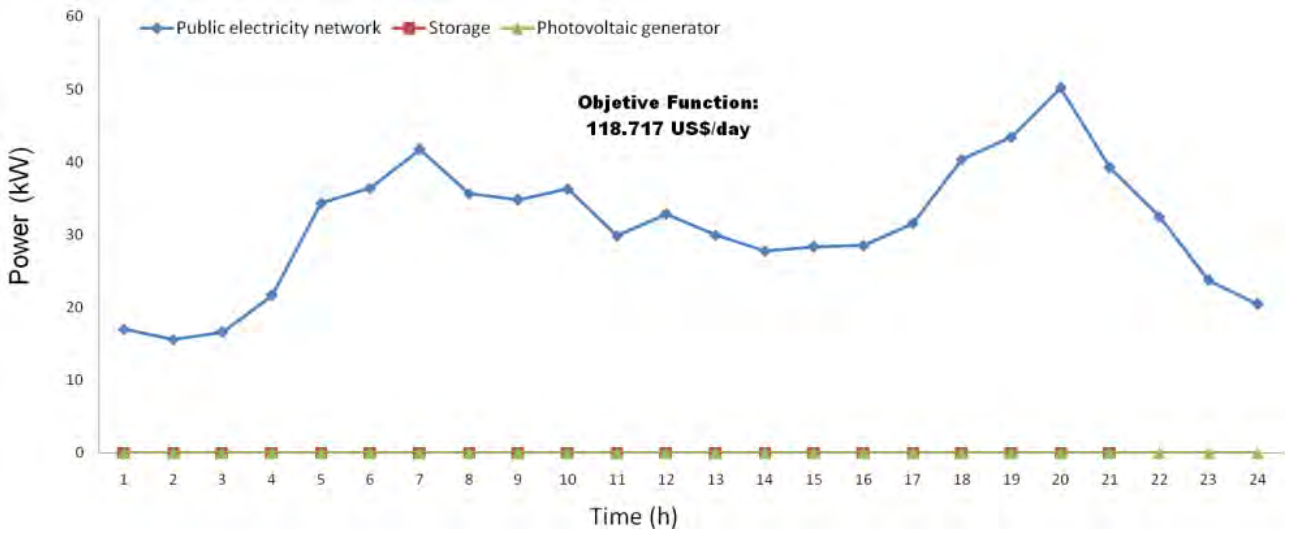 60
Public electricity network Storage Photovoltaic generator
50
Objetive Function:
118.717 US$/day
40
30
20
10
0
Power (kW)
1 2 3 4 5 6 7 8 9 10 11 12 13 14 15 16 17 18 19 20 21 22 23 24
Time (h)